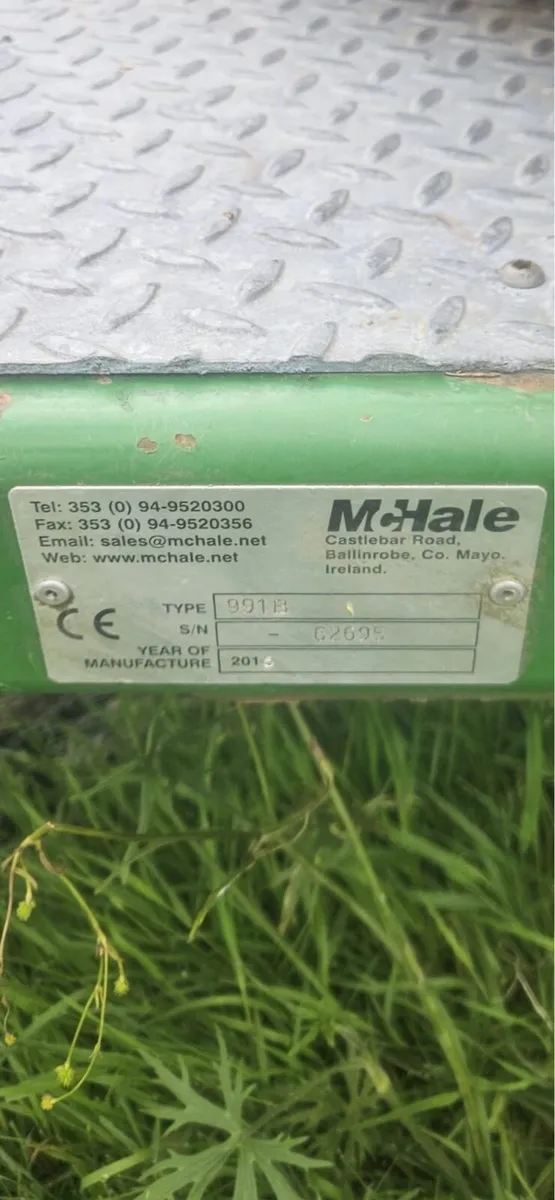 Tel: 353 (0) 94-9520300
Fax: 353 (0) 94-9520356
Email: sales@mchale.net
Web: www.mchale.net
McHale
Castlebar Road,
Ballinrobe, Co. Mayo.
Ireland.
CE
TYPE 991B
S/N - G2695
YEAR OF
MANUFACTURE